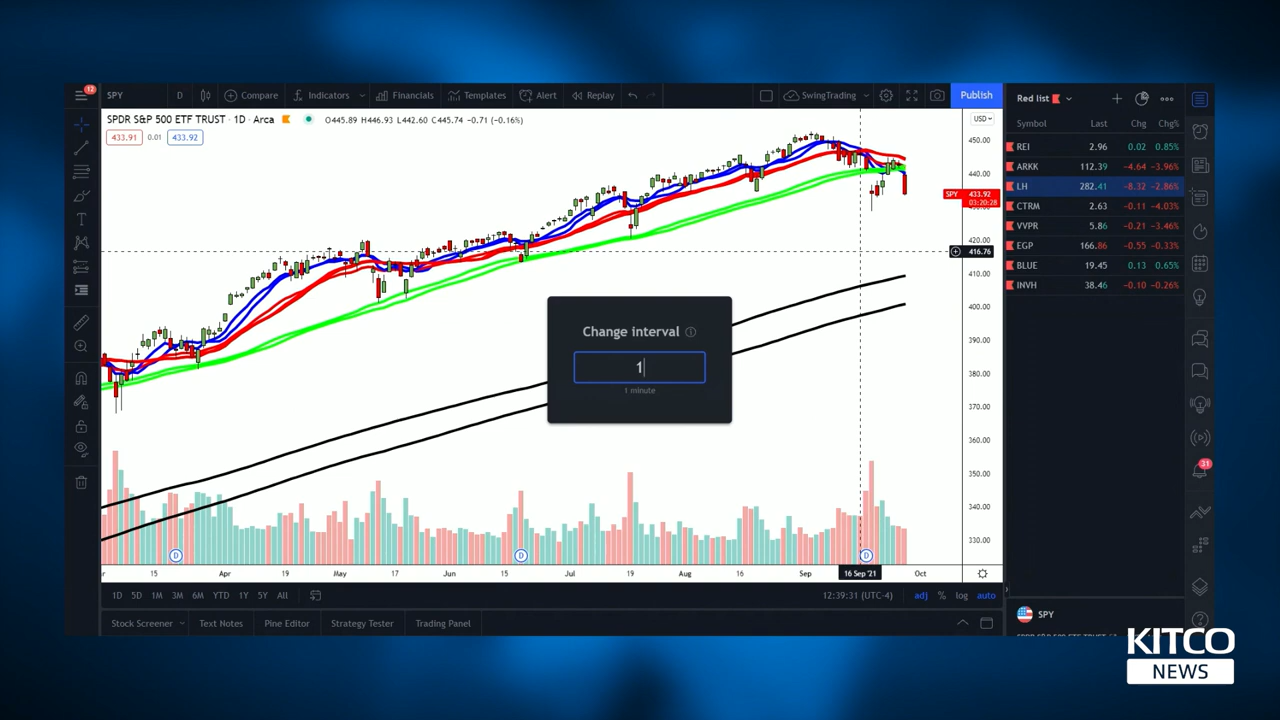 12
SPY D Compare Indicators Financials Templates Alert Replay SwingTrading Publish
SPDR S&P 500 ETF TRUST · 1D · Arca O445.89 H446.93 L442.60 C445.74 −0.71 (−0.16%)
433.91 0.01 433.92
USD
450.00
440.00
SPY 433.92
03:20:28
420.00
416.76
410.00
400.00
390.00
380.00
370.00
360.00
350.00
340.00
330.00
Change interval
1
1 minute
D D D
15 Apr 19 May 17 Jun 15 Jul 19 Aug 16 Sep 16 Sep '21 Oct
1D 5D 1M 3M 6M YTD 1Y 5Y All 12:39:31 (UTC-4) adj % log auto
Stock Screener Text Notes Pine Editor Strategy Tester Trading Panel
Red list
Symbol Last Chg Chg%
REI 2.96 0.02 0.85%
ARKK 112.39 -4.64 -3.96%
LH 282.41 -8.32 -2.86%
CTRM 2.63 -0.11 -4.03%
VVPR 5.86 -0.21 -3.46%
EGP 166.86 -0.55 -0.33%
BLUE 19.45 0.13 0.65%
INVH 38.46 -0.10 -0.26%
31
SPY
KITCO
NEWS